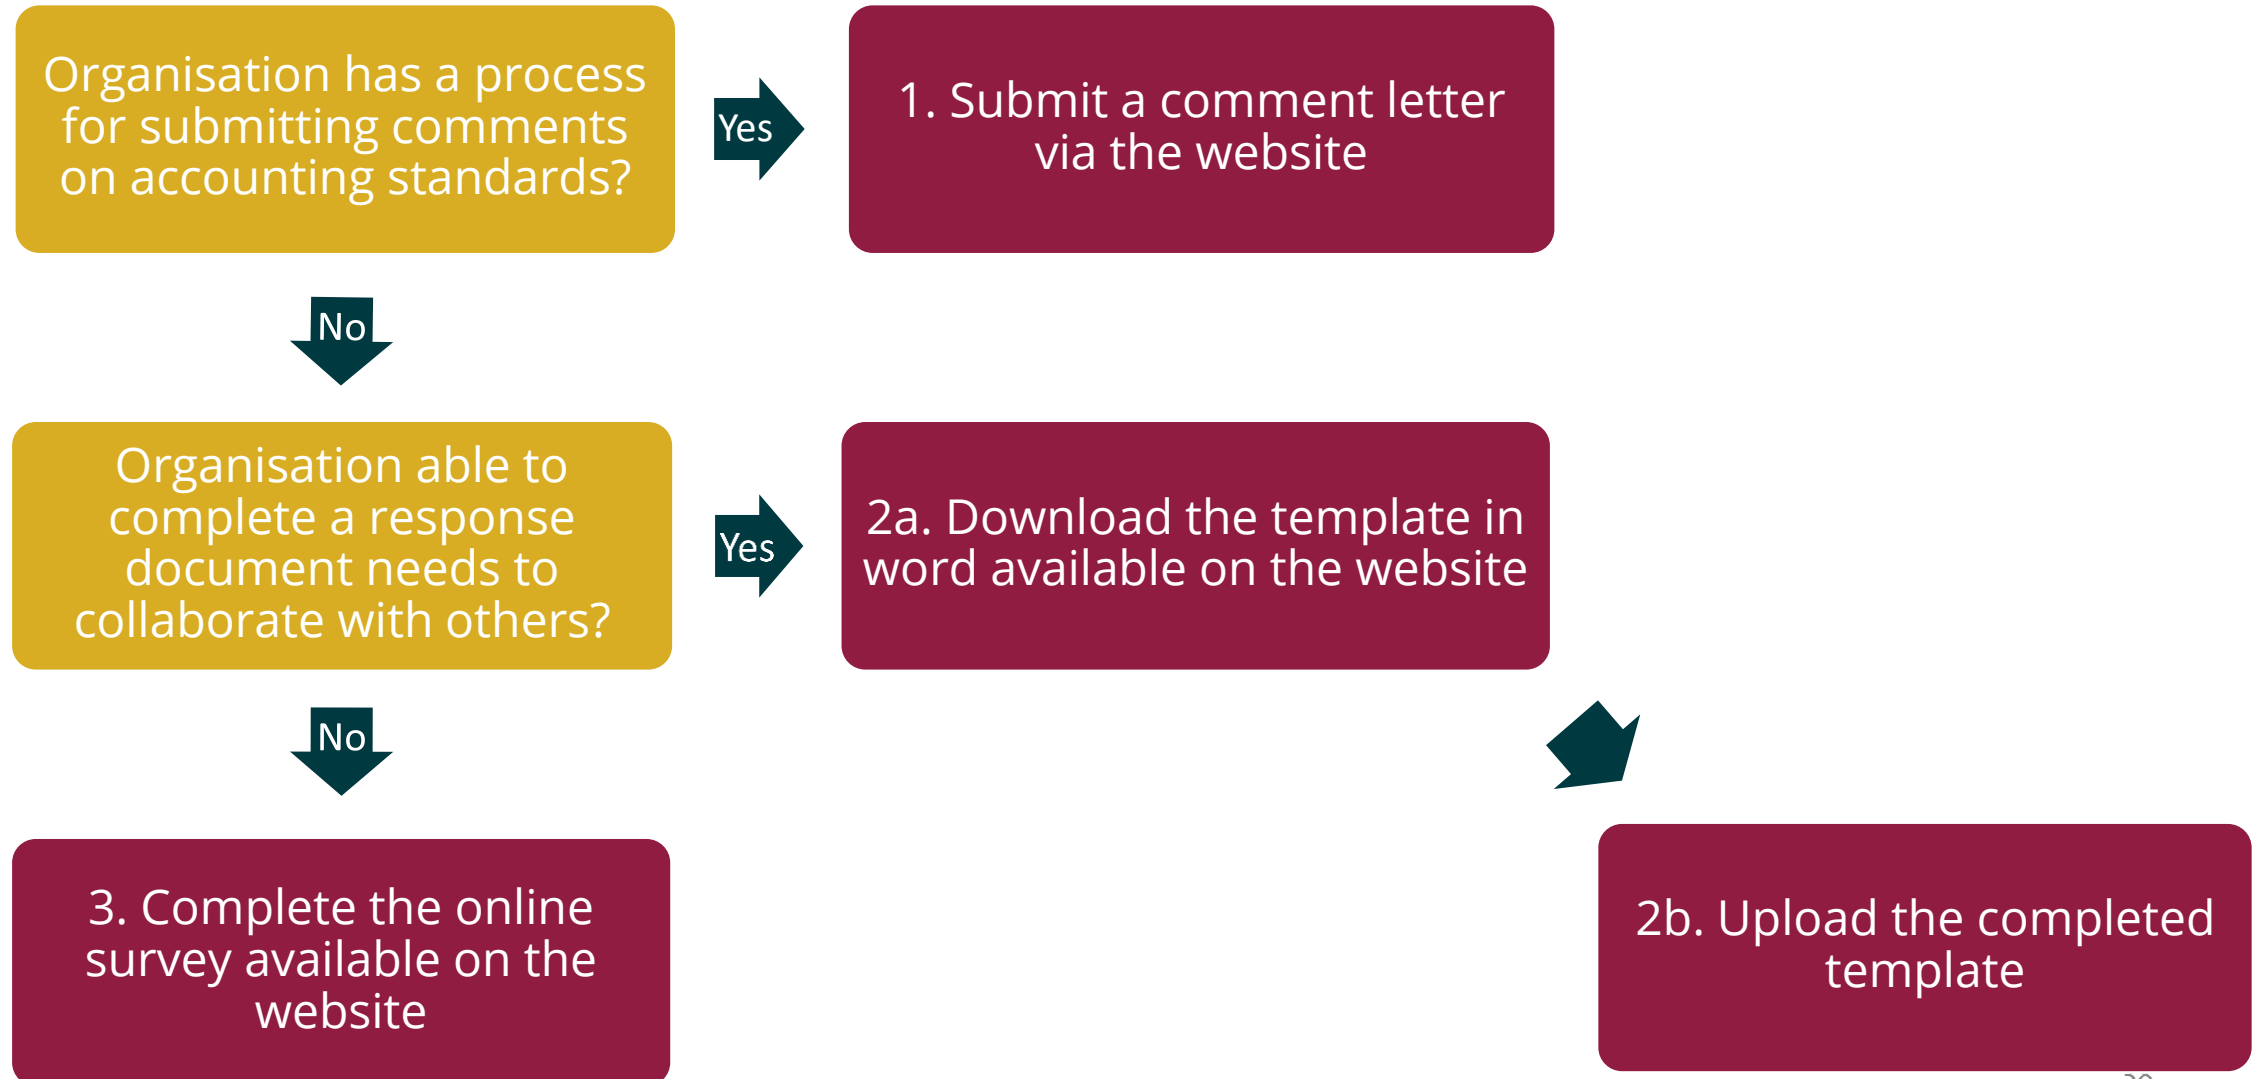 Organisation has a process
for submitting comments
on accounting standards?
Yes
1. Submit a comment letter
via the website
No
Organisation able to
complete a response
document needs to
collaborate with others?
Yes
2a. Download the template in
word available on the website
No
3. Complete the online
survey available on the
website
2b. Upload the completed
template